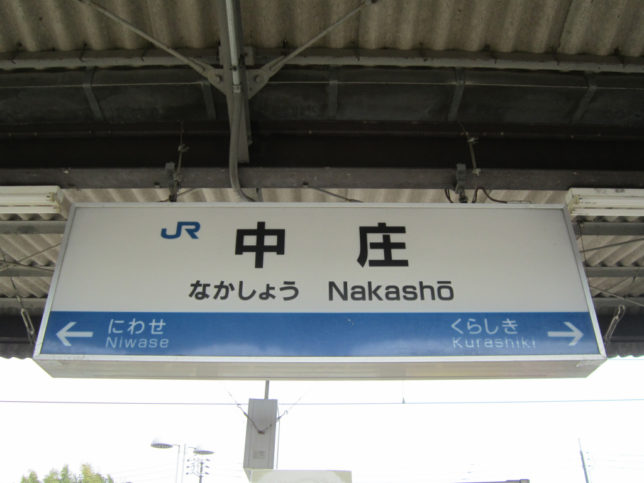 JR 中庄
なかしょう Nakashō
← にわせ くらしき →
Niwase Kurashiki